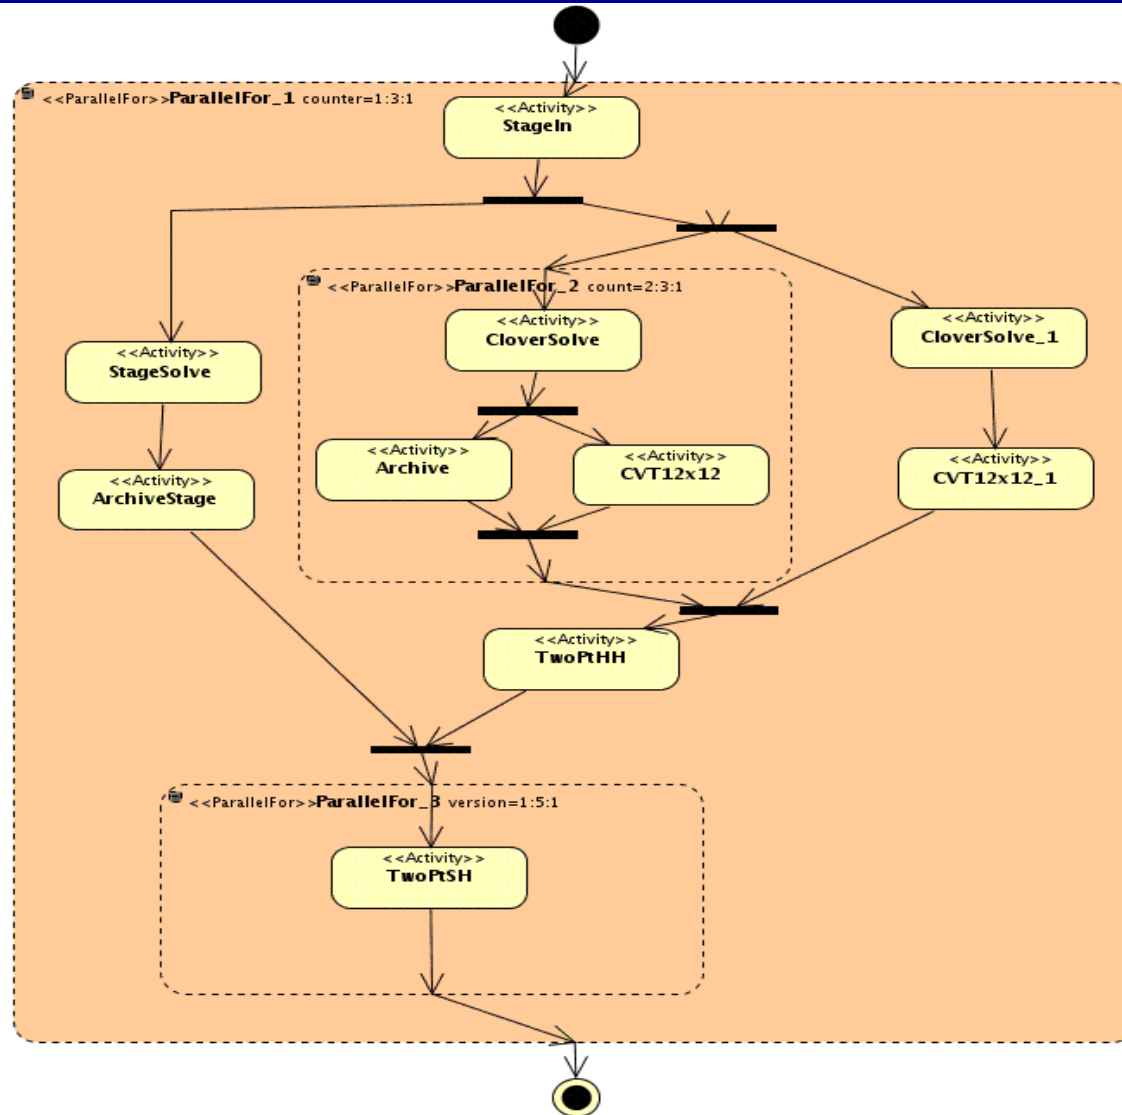 <<ParallelFor>>ParallelFor_1 counter=1:3:1
<<Activity>>
StageIn
<<ParallelFor>>ParallelFor_2 count=2:3:1
<<Activity>>
CloverSolve
<<Activity>>
CloverSolve_1
<<Activity>>
StageSolve
<<Activity>>
Archive
<<Activity>>
CVT12x12
<<Activity>>
CVT12x12_1
<<Activity>>
ArchiveStage
<<Activity>>
TwoPtHH
<<ParallelFor>>ParallelFor_3 version=1:5:1
<<Activity>>
TwoPtSH